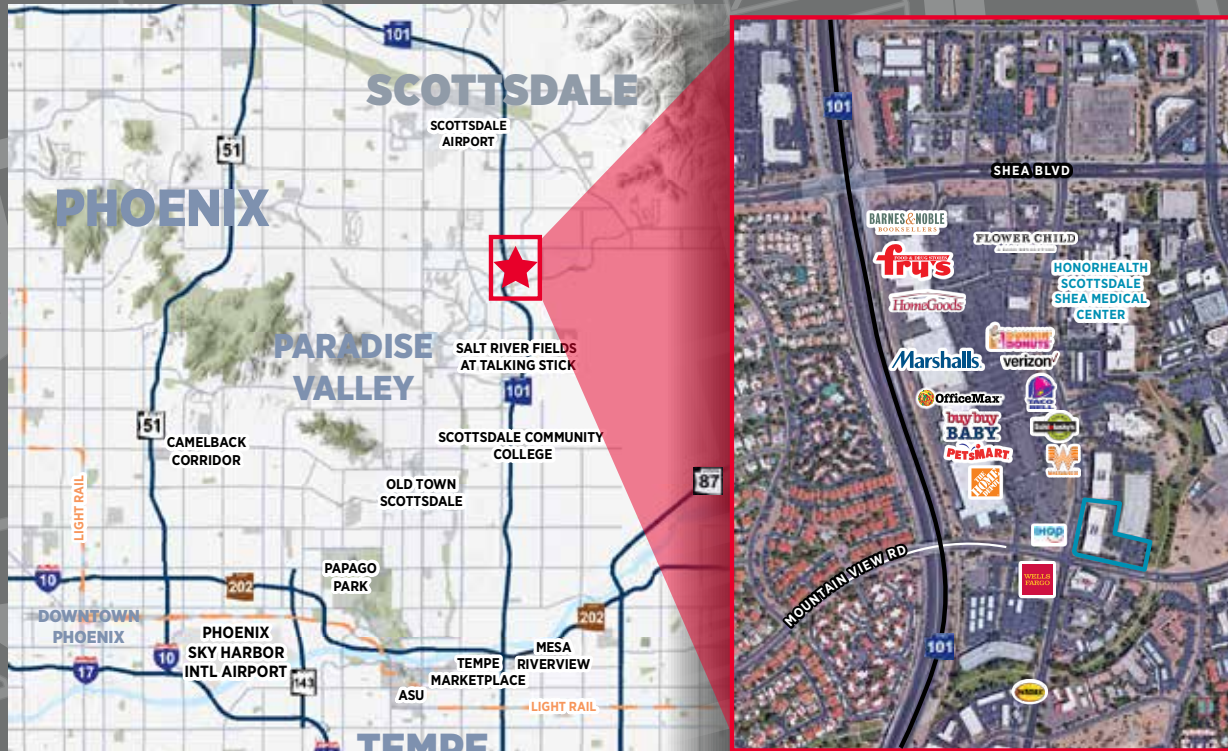 101
SCOTTSDALE
SCOTTSDALE
AIRPORT
51
PHOENIX
PARADISE
VALLEY
SALT RIVER FIELDS
AT TALKING STICK
101
51
CAMELBACK
CORRIDOR
SCOTTSDALE COMMUNITY
COLLEGE
OLD TOWN
SCOTTSDALE
87
LIGHT RAIL
PAPAGO
PARK
10
202
202
DOWNTOWN
PHOENIX
PHOENIX
SKY HARBOR
INTL AIRPORT
10
17
143
MESA
RIVERVIEW
TEMPE
MARKETPLACE
ASU
LIGHT RAIL
TEMPE
101
SHEA BLVD
BARNES&NOBLE
BOOKSELLERS
FLOWER CHILD
fry's
FOOD & DRUG STORES
HONORHEALTH
SCOTTSDALE
SHEA MEDICAL
CENTER
HomeGoods
DUNKIN'
DONUTS
Marshalls.
verizon
OfficeMax
TACO
BELL
buybuy
BABY
PETSMART
THE HOME DEPOT
IHOP
MOUNTAIN VIEW RD
WELLS
FARGO
101